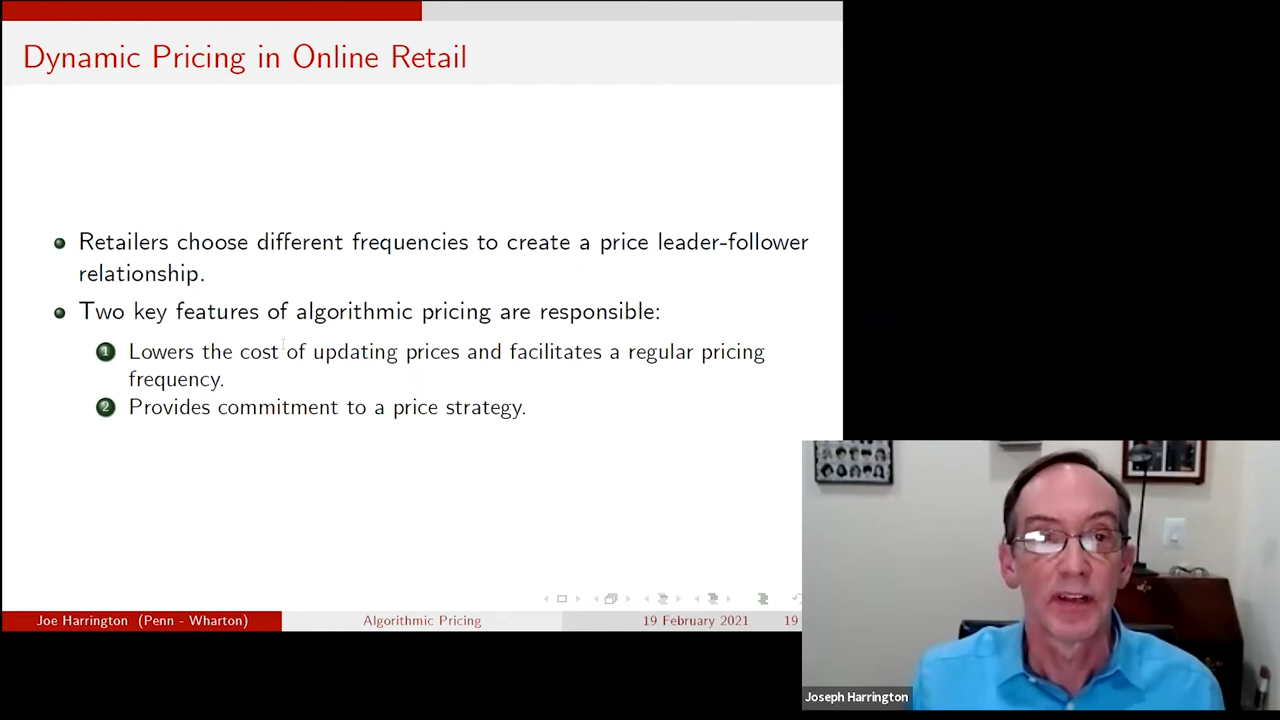 Dynamic Pricing in Online Retail
Retailers choose different frequencies to create a price leader-follower
relationship.
Two key features of algorithmic pricing are responsible:
1 Lowers the cost of updating prices and facilitates a regular pricing
frequency.
2 Provides commitment to a price strategy.
Joe Harrington (Penn - Wharton) Algorithmic Pricing 19 February 2021 19
Joseph Harrington